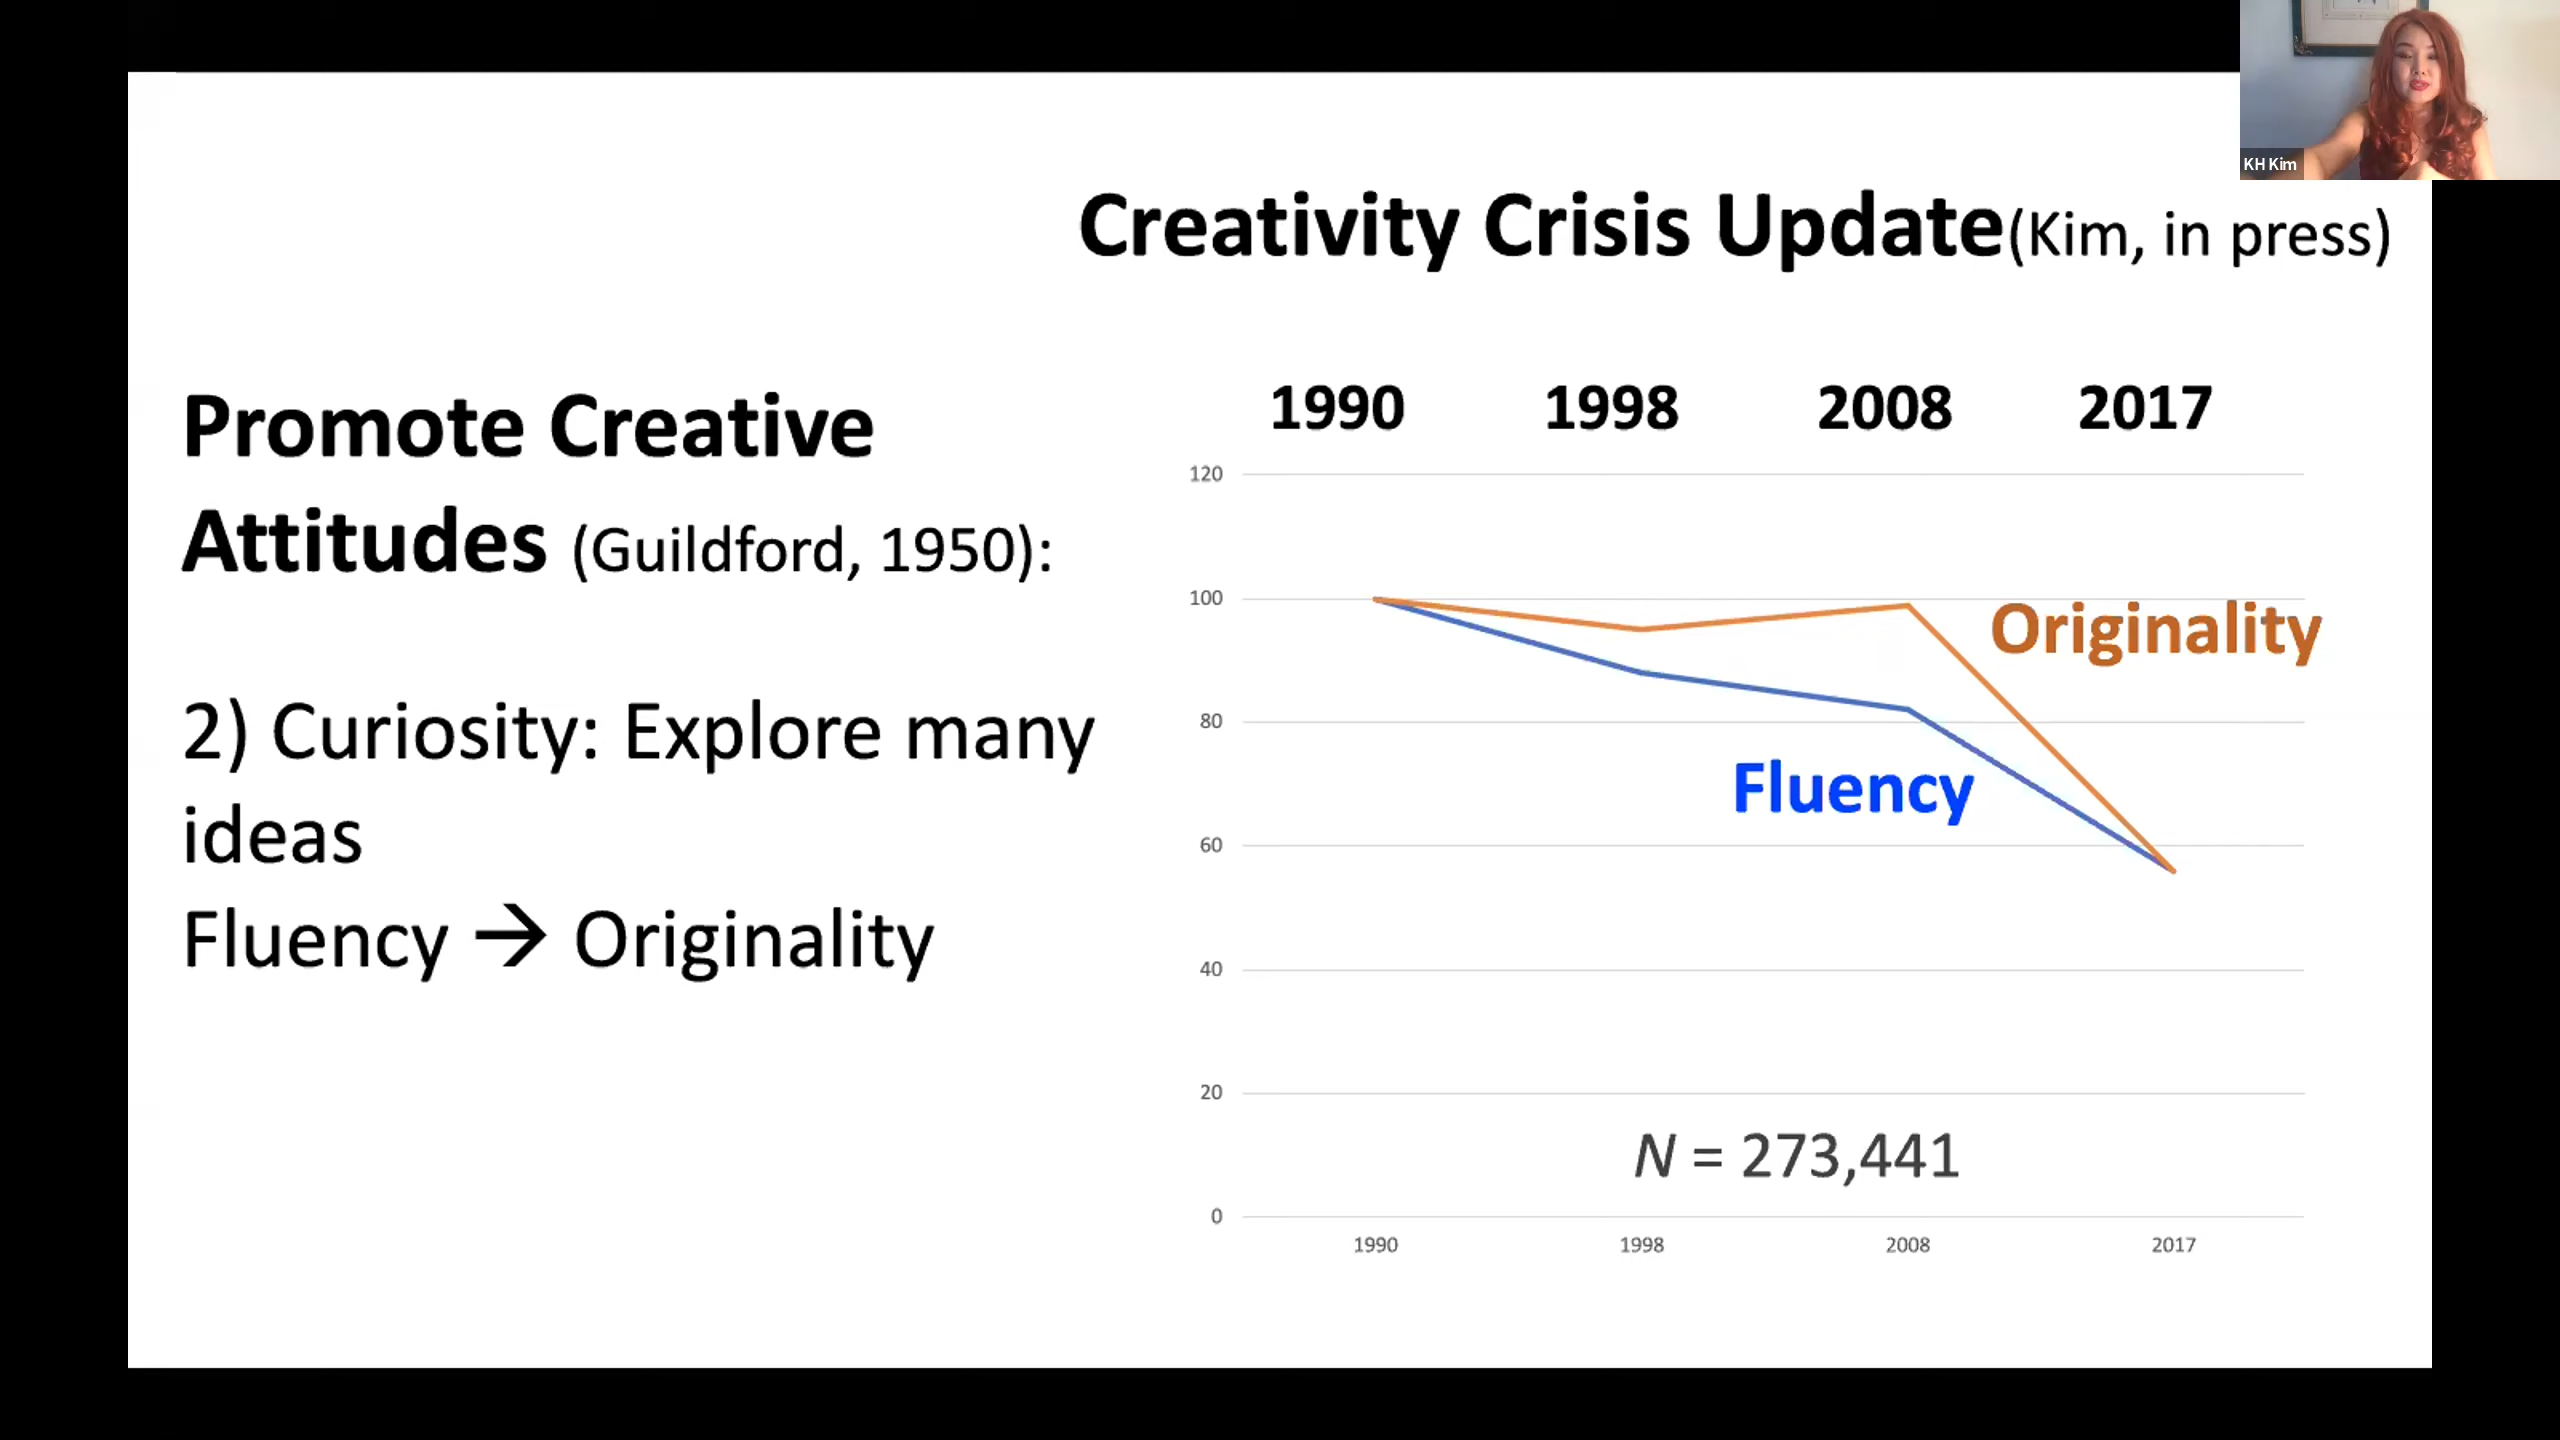 KH Kim
Creativity Crisis Update(Kim, in press)
Promote Creative
Attitudes (Guildford, 1950):
2) Curiosity: Explore many
ideas
Fluency → Originality
1990 1998 2008 2017
120
100
80
60
40
20
0
Originality
Fluency
N = 273,441
1990 1998 2008 2017